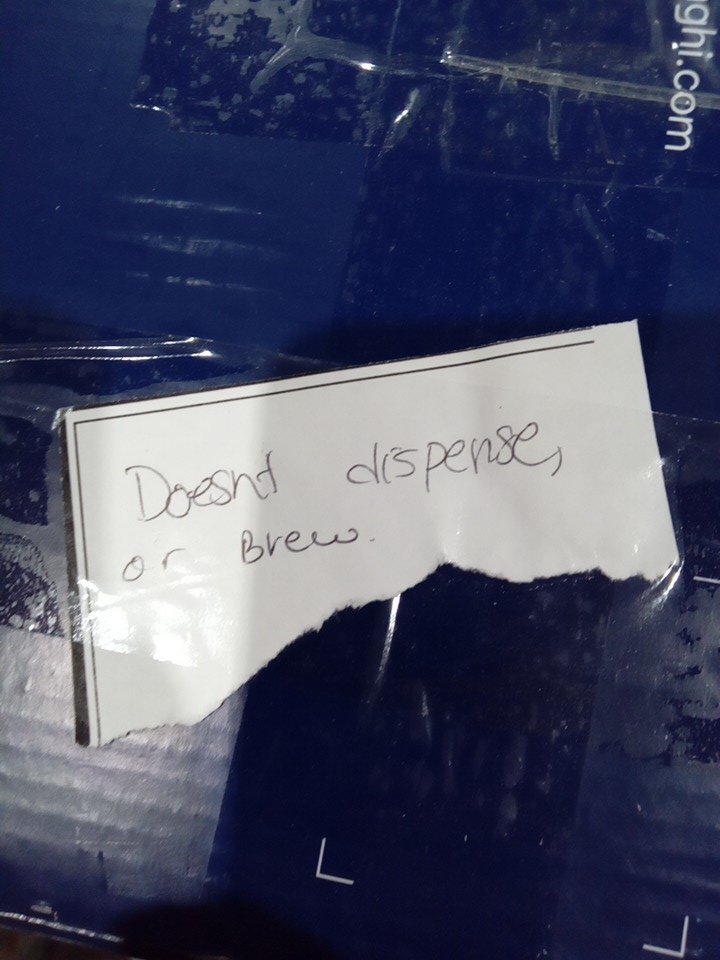 ghi.com
Doesnt dispense,
or Brew.